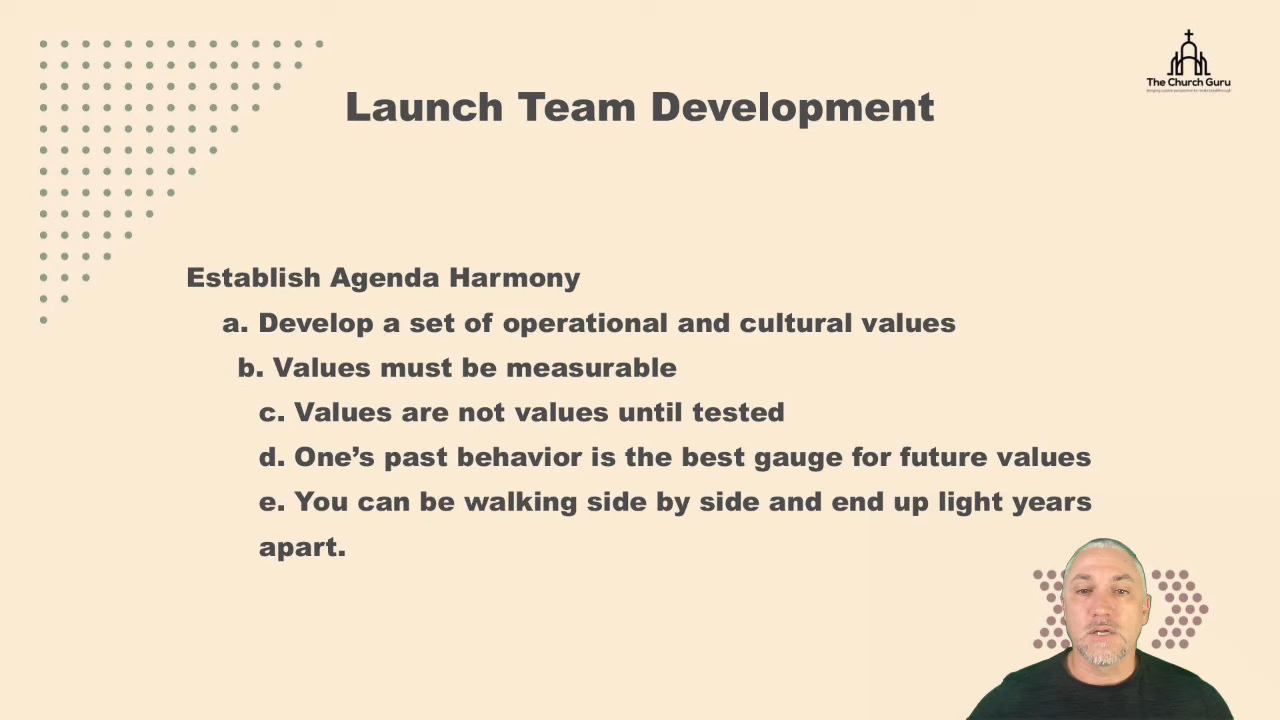 The Church Guru
Launch Team Development
Establish Agenda Harmony
a. Develop a set of operational and cultural values
b. Values must be measurable
c. Values are not values until tested
d. One’s past behavior is the best gauge for future values
e. You can be walking side by side and end up light years
apart.